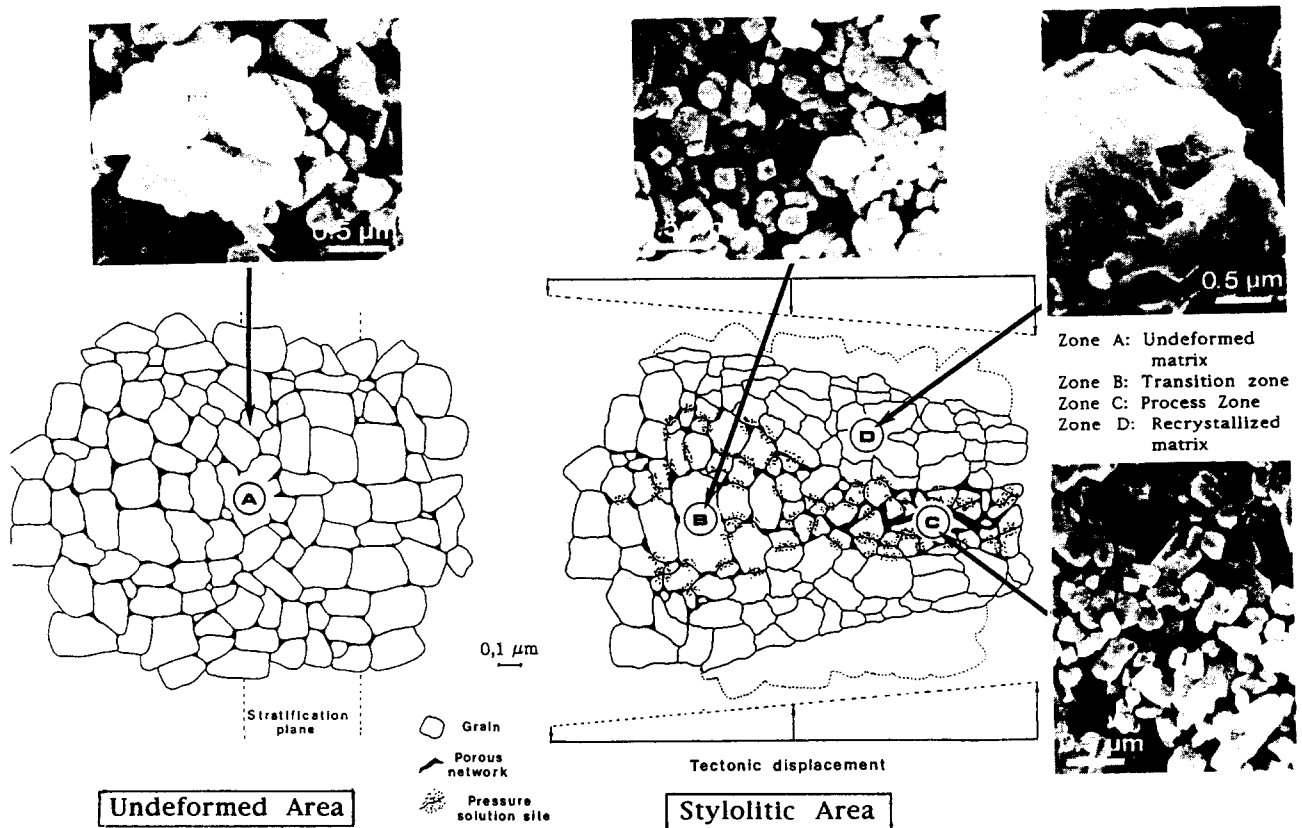 0.5 µm
0.5 µm
Zone A: Undeformed
matrix
Zone B: Transition zone
Zone C: Process Zone
Zone D: Recrystallized
matrix
A
B
D
C
0,1 µm
Stratification
plane
Grain
Porous
network
Pressure
solution site
Tectonic displacement
Undeformed Area
Stylolitic Area